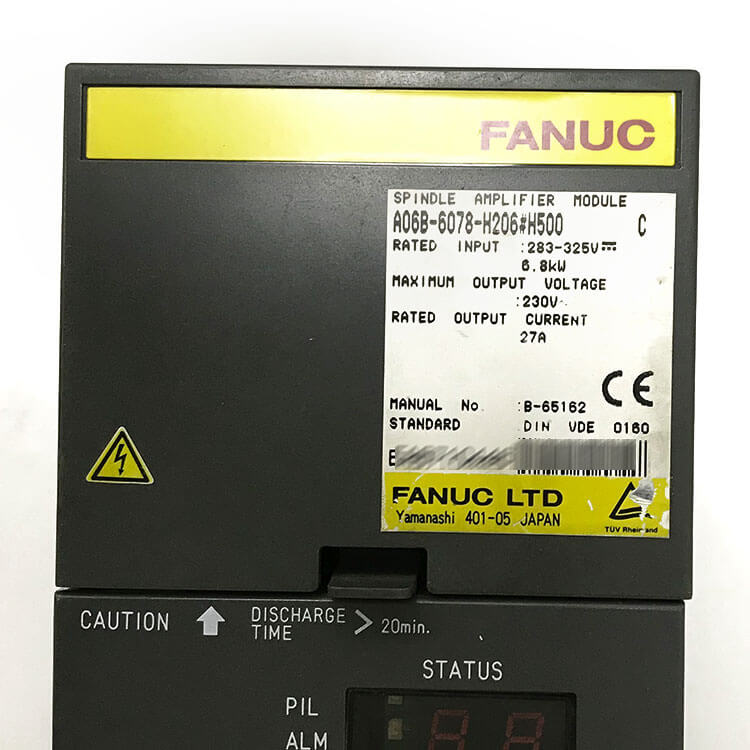 FANUC
SPINDLE AMPLIFIER MODULE
A06B-6078-H206#H500 C
RATED INPUT :283-325V⎓
6.8kW
MAXIMUM OUTPUT VOLTAGE
:230V~
RATED OUTPUT CURRENT
27A
CE
MANUAL No. :B-65162
STANDARD DIN VDE 0160
FANUC LTD
Yamanashi 401-05 JAPAN
TÜV Rheinland
CAUTION DISCHARGE TIME > 20min.
STATUS
PIL
ALM